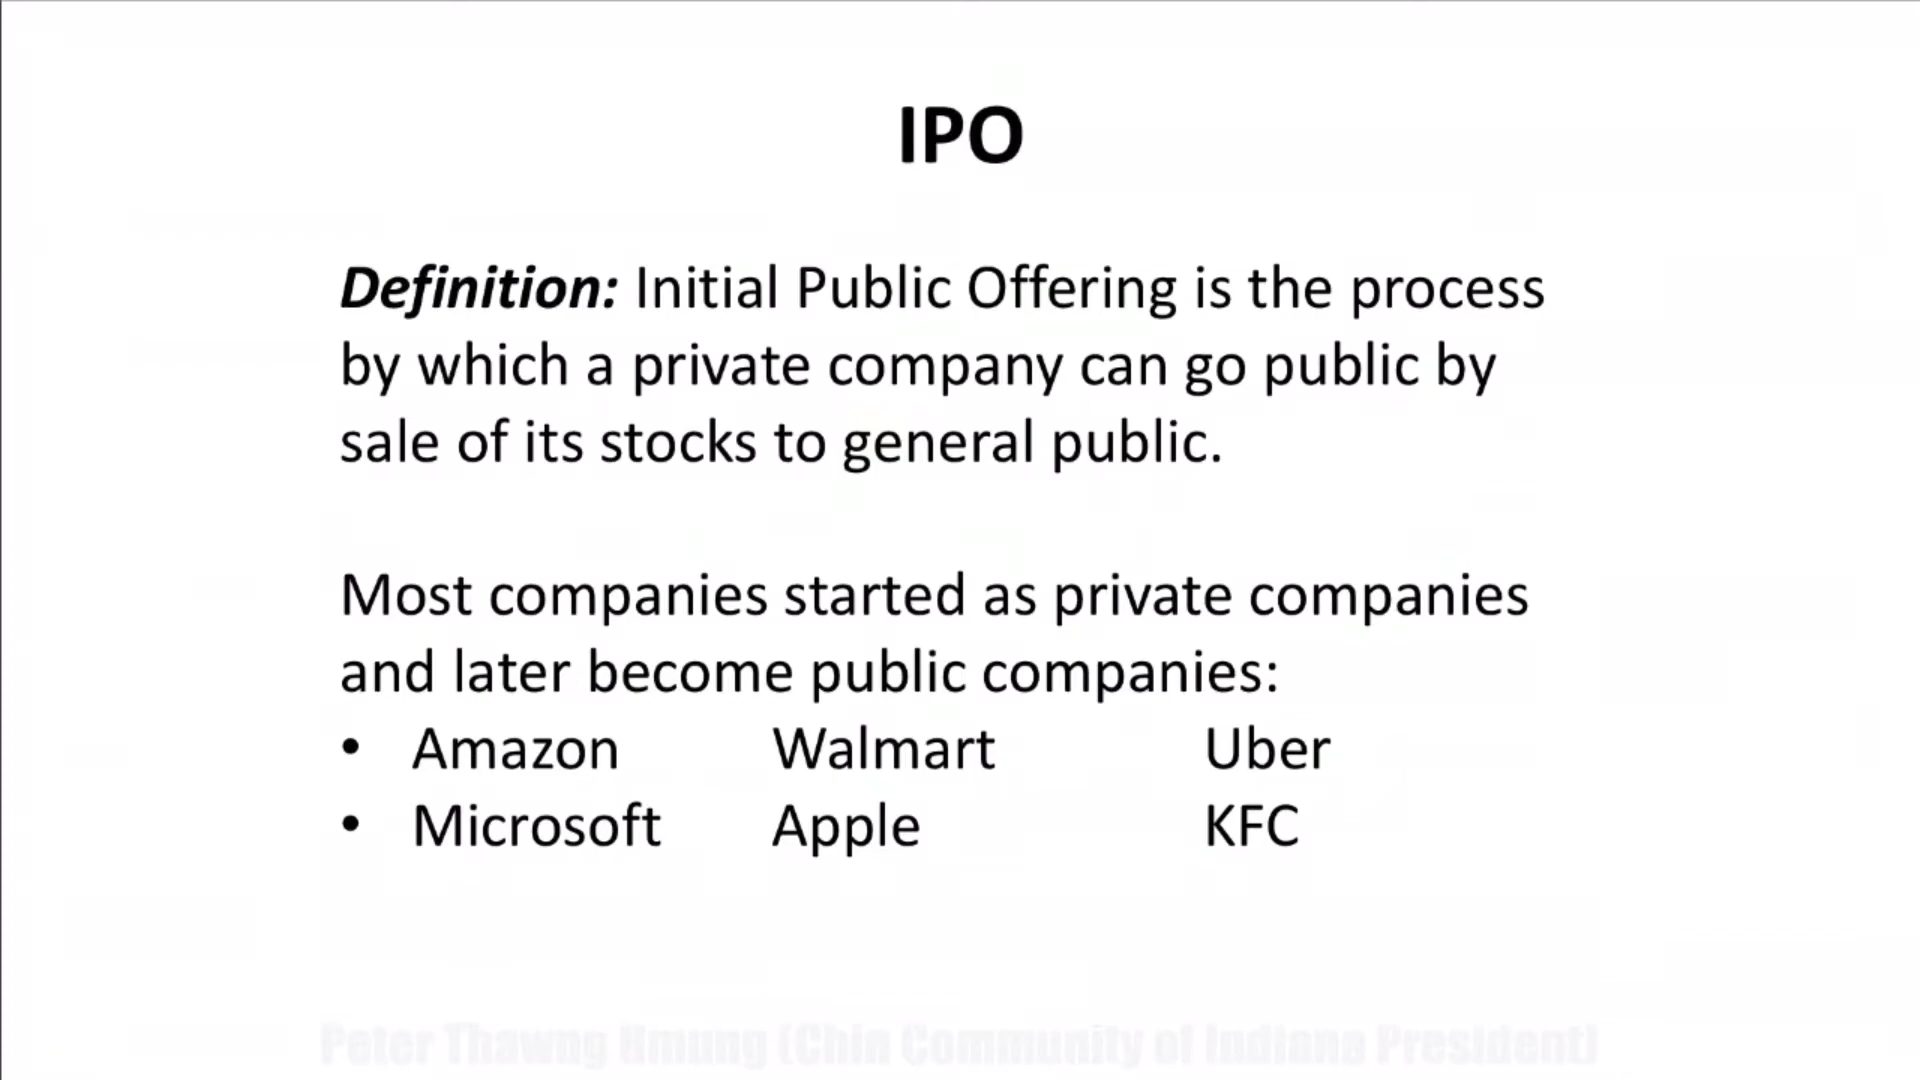 IPO
Definition: Initial Public Offering is the process
by which a private company can go public by
sale of its stocks to general public.
Most companies started as private companies
and later become public companies:
• Amazon Walmart Uber
• Microsoft Apple KFC
Peter Thawng Hmung (Chin Community of Indiana President)